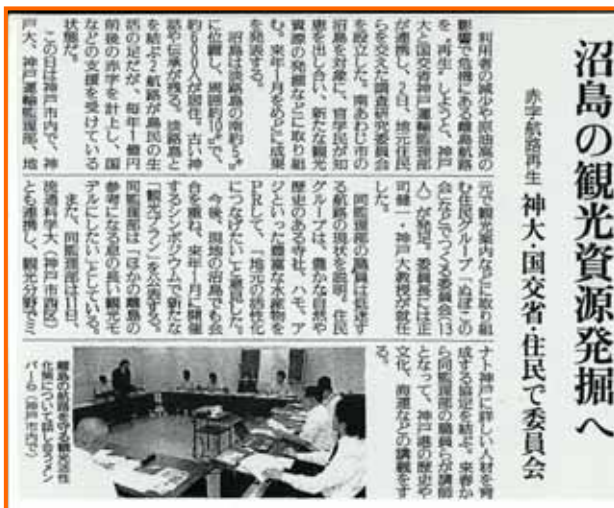 沼島の観光資源発掘へ
赤字航路再生 神大・国交省・住民で委員会
利用者の減少や原油高の
影響で危機にある離島航路
を〝再生〟しようと、神戸
大と国交省神戸運輸監理部
が連携し、2日、地元住民
らを交えた調査研究委員会
を設立した。南あわじ市の
沼島を対象に、官学民が知
恵を出し合い、新たな観光
資源の発掘などに取り組
む。来年1月をめどに成果
を発表する。
沼島は淡路島の南約5㌔
に位置し、周囲約10㌔で、
約600人が居住。古い神
話や伝承が残る。淡路島と
を結ぶ2航路が島民の生
活の足だが、毎年1億円
前後の赤字を計上し、国
などの支援を受けている
状態だ。
この日は神戸市内で、神
戸大、神戸運輸監理部、地
元で観光案内などに取り組
む住民グループ「ぬぼこの
会」などでつくる委員会(13
人)が発足。委員長には正
司健一・神戸大教授が就任
した。
同監理部の職員は低迷す
る航路の現状を説明。住民
グループは、豊かな自然や
歴史のある寺社、ハモ、ア
ジといった豊富な水産物を
PRして、「地元の活性化
につなげたい」と意見した。
今後、現地の沼島でも会
合を重ね、来年1月に開催
するシンポジウムで新たな
「観光プラン」を公表する。
同監理部は「ほかの離島の
参考になる息の長い観光モ
デルにしたい」としている。
また、同監理部は11日、
流通科学大(神戸市西区)
とも連携し、観光分野でミ
ナト神戸に詳しい人材を育
成する協定を結ぶ。来春か
ら同監理部の職員らが講師
となって、神戸港の歴史や
文化、海運などの講義をす
る。
離島の航路を守る観光活性
化策について話し合うメン
バーら(神戸市内で)